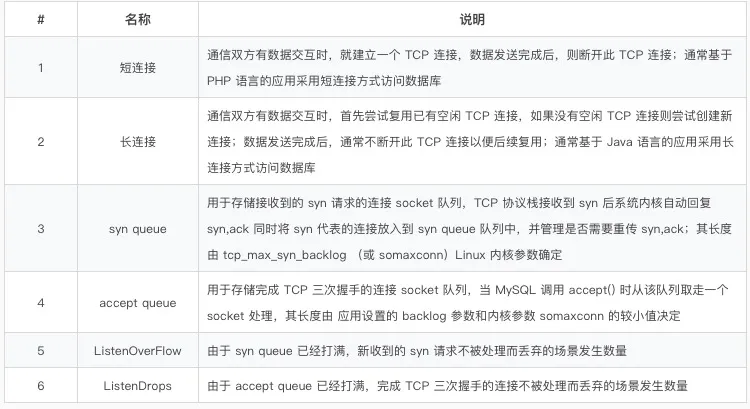 # 名称 说明
1 短连接 通信双方有数据交互时，就建立一个 TCP 连接，数据发送完成后，则断开此 TCP 连接；通常基于
PHP 语言的应用采用短连接方式访问数据库
2 长连接 通信双方有数据交互时，首先尝试复用已有空闲 TCP 连接，如果没有空闲 TCP 连接则尝试创建新
连接；数据发送完成后，通常不断开此 TCP 连接以便后续复用；通常基于 Java 语言的应用采用长
连接方式访问数据库
3 syn queue 用于存储接收到的 syn 请求的连接 socket 队列，TCP 协议栈接收到 syn 后系统内核自动回复
syn,ack 同时将 syn 代表的连接放入到 syn queue 队列中，并管理是否需要重传 syn,ack；其长度
由 tcp_max_syn_backlog （或 somaxconn）Linux 内核参数确定
4 accept queue 用于存储完成 TCP 三次握手的连接 socket 队列，当 MySQL 调用 accept() 时从该队列取走一个
socket 处理，其长度由 应用设置的 backlog 参数和内核参数 somaxconn 的较小值决定
5 ListenOverFlow 由于 syn queue 已经打满，新收到的 syn 请求不被处理而丢弃的场景发生数量
6 ListenDrops 由于 accept queue 已经打满，完成 TCP 三次握手的连接不被处理而丢弃的场景发生数量